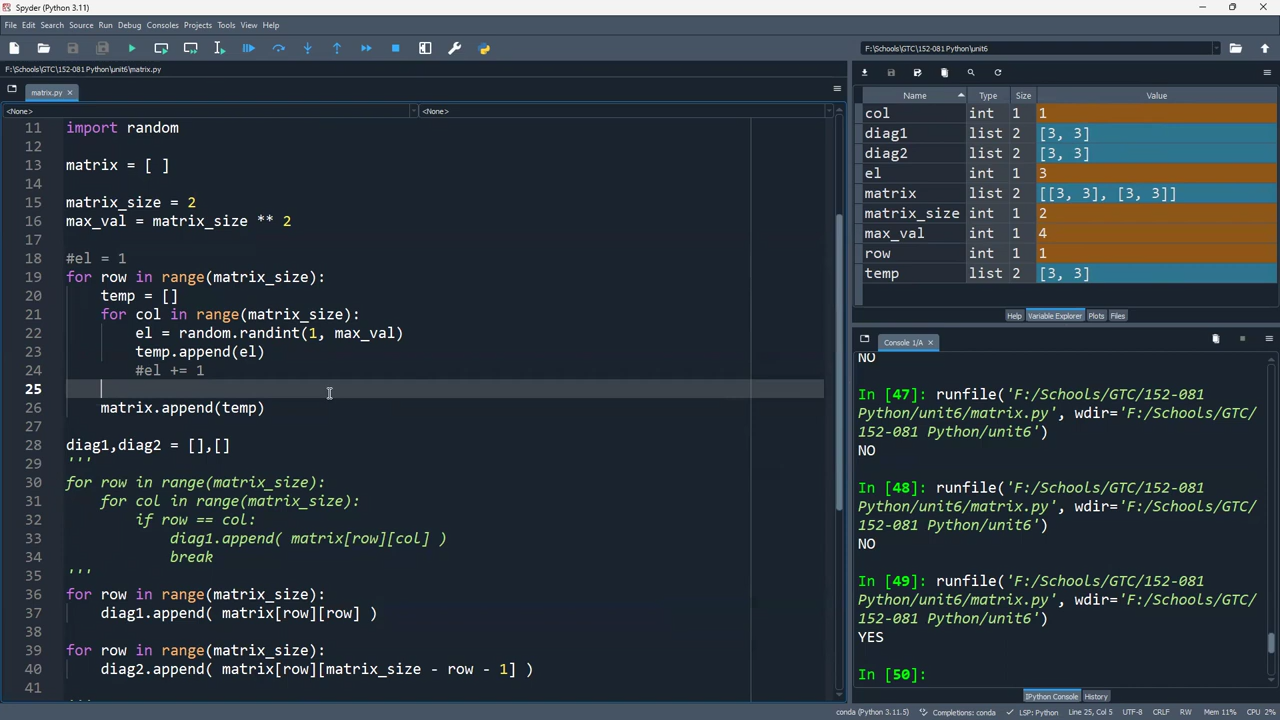 Spyder (Python 3.11)
File Edit Search Source Run Debug Consoles Projects Tools View Help
F:\Schools\GTC\152-081 Python\unit6
F:\Schools\GTC\152-081 Python\unit6\matrix.py
matrix.py
<None> <None>
11 import random
12
13 matrix = [ ]
14
15 matrix_size = 2
16 max_val = matrix_size ** 2
17
18 #el = 1
19 for row in range(matrix_size):
20 temp = []
21 for col in range(matrix_size):
22 el = random.randint(1, max_val)
23 temp.append(el)
24 #el += 1
25
26 matrix.append(temp)
27
28 diag1,diag2 = [],[]
29 '''
30 for row in range(matrix_size):
31 for col in range(matrix_size):
32 if row == col:
33 diag1.append( matrix[row][col] )
34 break
35 '''
36 for row in range(matrix_size):
37 diag1.append( matrix[row][row] )
38
39 for row in range(matrix_size):
40 diag2.append( matrix[row][matrix_size - row - 1] )
41
'''
Name Type Size Value
col int 1 1
diag1 list 2 [3, 3]
diag2 list 2 [3, 3]
el int 1 3
matrix list 2 [[3, 3], [3, 3]]
matrix_size int 1 2
max_val int 1 4
row int 1 1
temp list 2 [3, 3]
Help Variable Explorer Plots Files
Console 1/A
NO
In [47]: runfile('F:/Schools/GTC/152-081
Python/unit6/matrix.py', wdir='F:/Schools/GTC/
152-081 Python/unit6')
NO
In [48]: runfile('F:/Schools/GTC/152-081
Python/unit6/matrix.py', wdir='F:/Schools/GTC/
152-081 Python/unit6')
NO
In [49]: runfile('F:/Schools/GTC/152-081
Python/unit6/matrix.py', wdir='F:/Schools/GTC/
152-081 Python/unit6')
YES
In [50]:
IPython Console History
conda (Python 3.11.5) Completions: conda LSP: Python Line 25, Col 5 UTF-8 CRLF RW Mem 11% CPU 2%